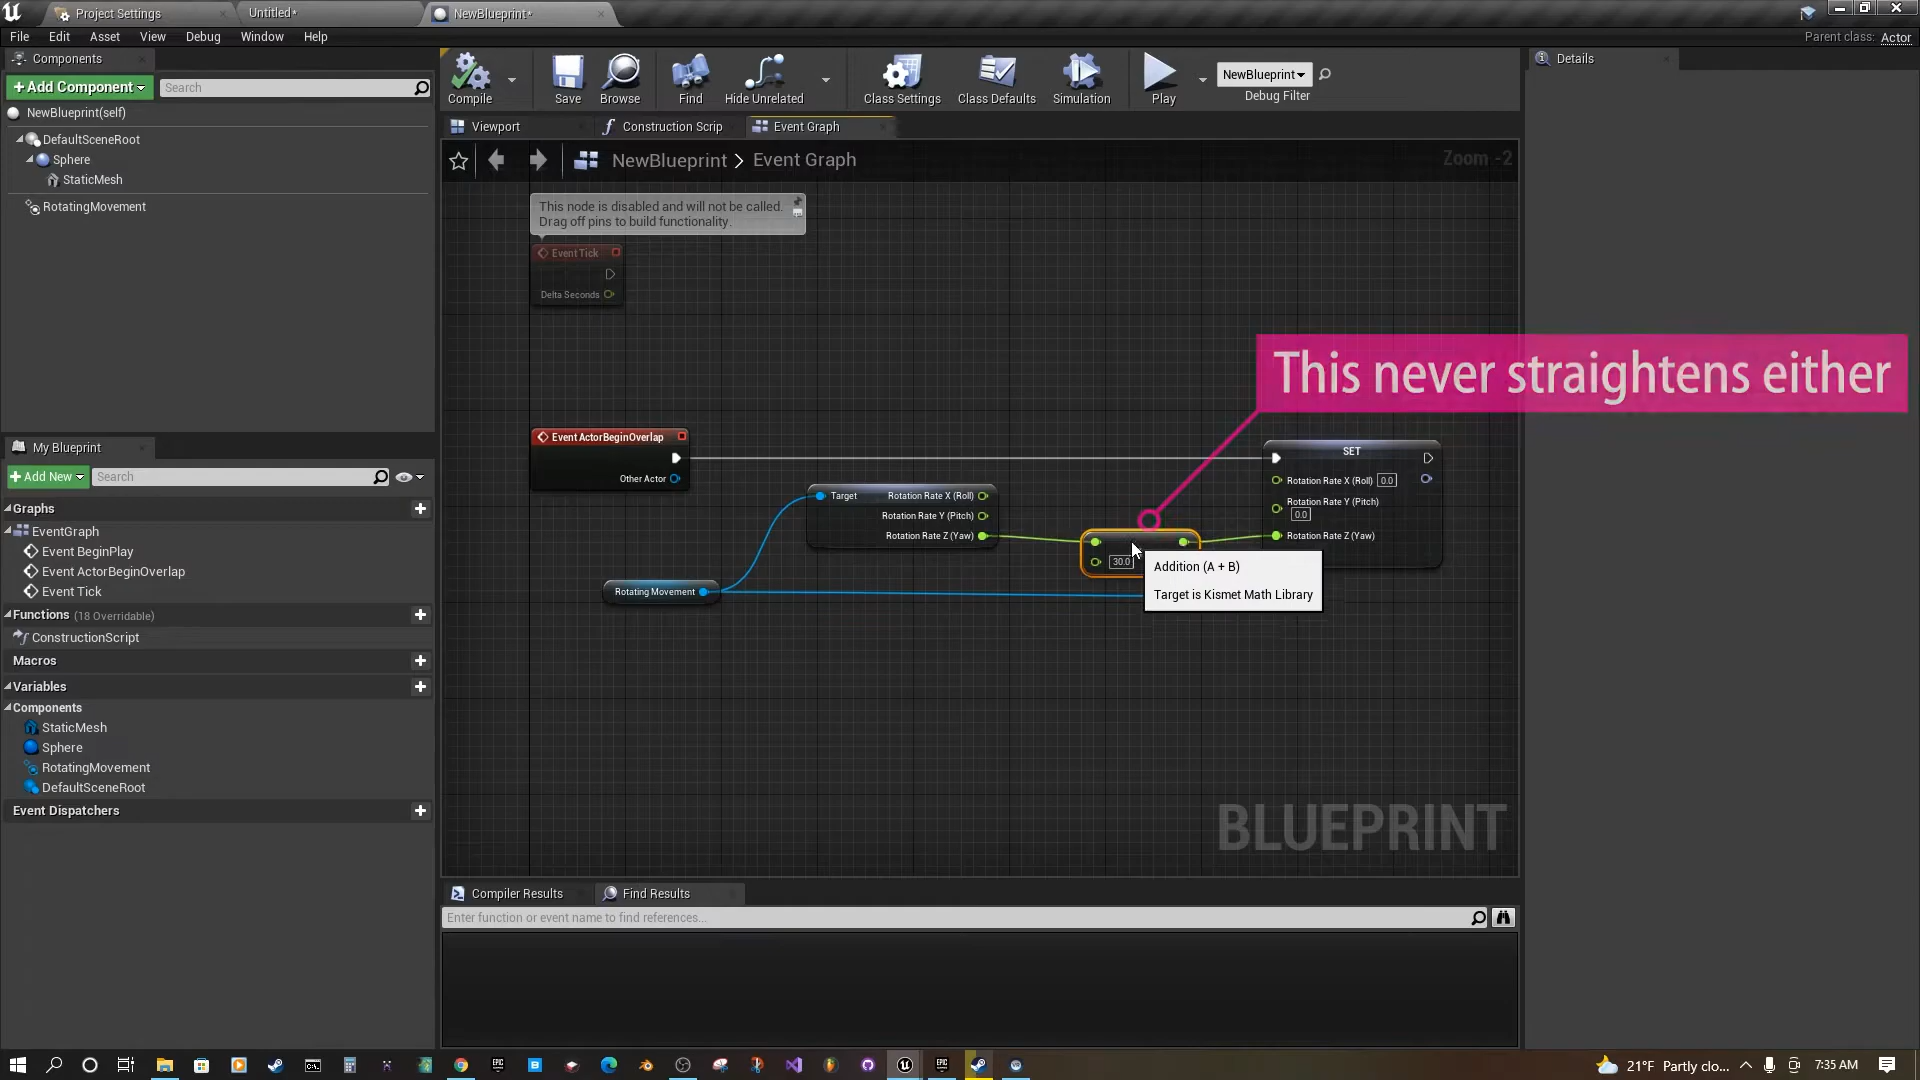 Project Settings
Untitled*
NewBlueprint*
File Edit Asset View Debug Window Help
Parent class: Actor
Components
+Add Component
Search
NewBlueprint(self)
DefaultSceneRoot
Sphere
StaticMesh
RotatingMovement
Compile
Save
Browse
Find
Hide Unrelated
Class Settings
Class Defaults
Simulation
Play
NewBlueprint
Debug Filter
Details
Viewport
Construction Scrip
Event Graph
NewBlueprint > Event Graph
Zoom -2
This node is disabled and will not be called.
Drag off pins to build functionality.
Event Tick
Delta Seconds
This never straightens either
Event ActorBeginOverlap
Other Actor
Target
Rotation Rate X (Roll)
Rotation Rate Y (Pitch)
Rotation Rate Z (Yaw)
Rotating Movement
30.0
SET
Rotation Rate X (Roll) 0.0
Rotation Rate Y (Pitch)
0.0
Rotation Rate Z (Yaw)
Addition (A + B)
Target is Kismet Math Library
BLUEPRINT
My Blueprint
+Add New
Search
Graphs
EventGraph
Event BeginPlay
Event ActorBeginOverlap
Event Tick
Functions (18 Overridable)
ConstructionScript
Macros
Variables
Components
StaticMesh
Sphere
RotatingMovement
DefaultSceneRoot
Event Dispatchers
Compiler Results
Find Results
Enter function or event name to find references...
21°F Partly clo...
7:35 AM